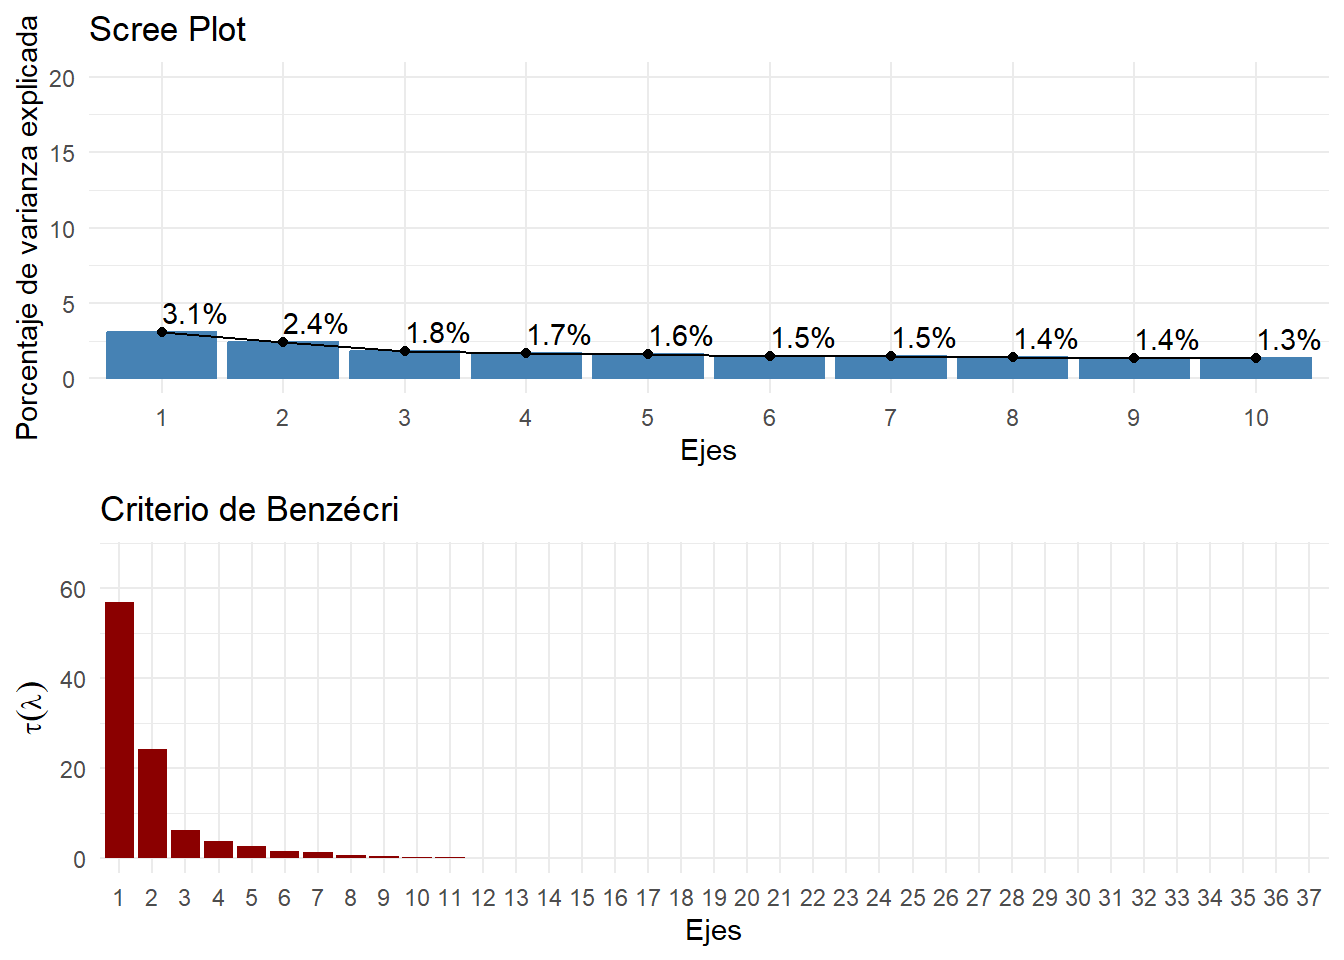 Scree Plot
Porcentaje de varianza explicada
20
15
10
5
0
3.1%
2.4%
1.8%
1.7%
1.6%
1.5%
1.5%
1.4%
1.4%
1.3%
1 2 3 4 5 6 7 8 9 10
Ejes
Criterio de Benzécri
τ(λ)
60
40
20
0
1 2 3 4 5 6 7 8 9 10 11 12 13 14 15 16 17 18 19 20 21 22 23 24 25 26 27 28 29 30 31 32 33 34 35 36 37
Ejes